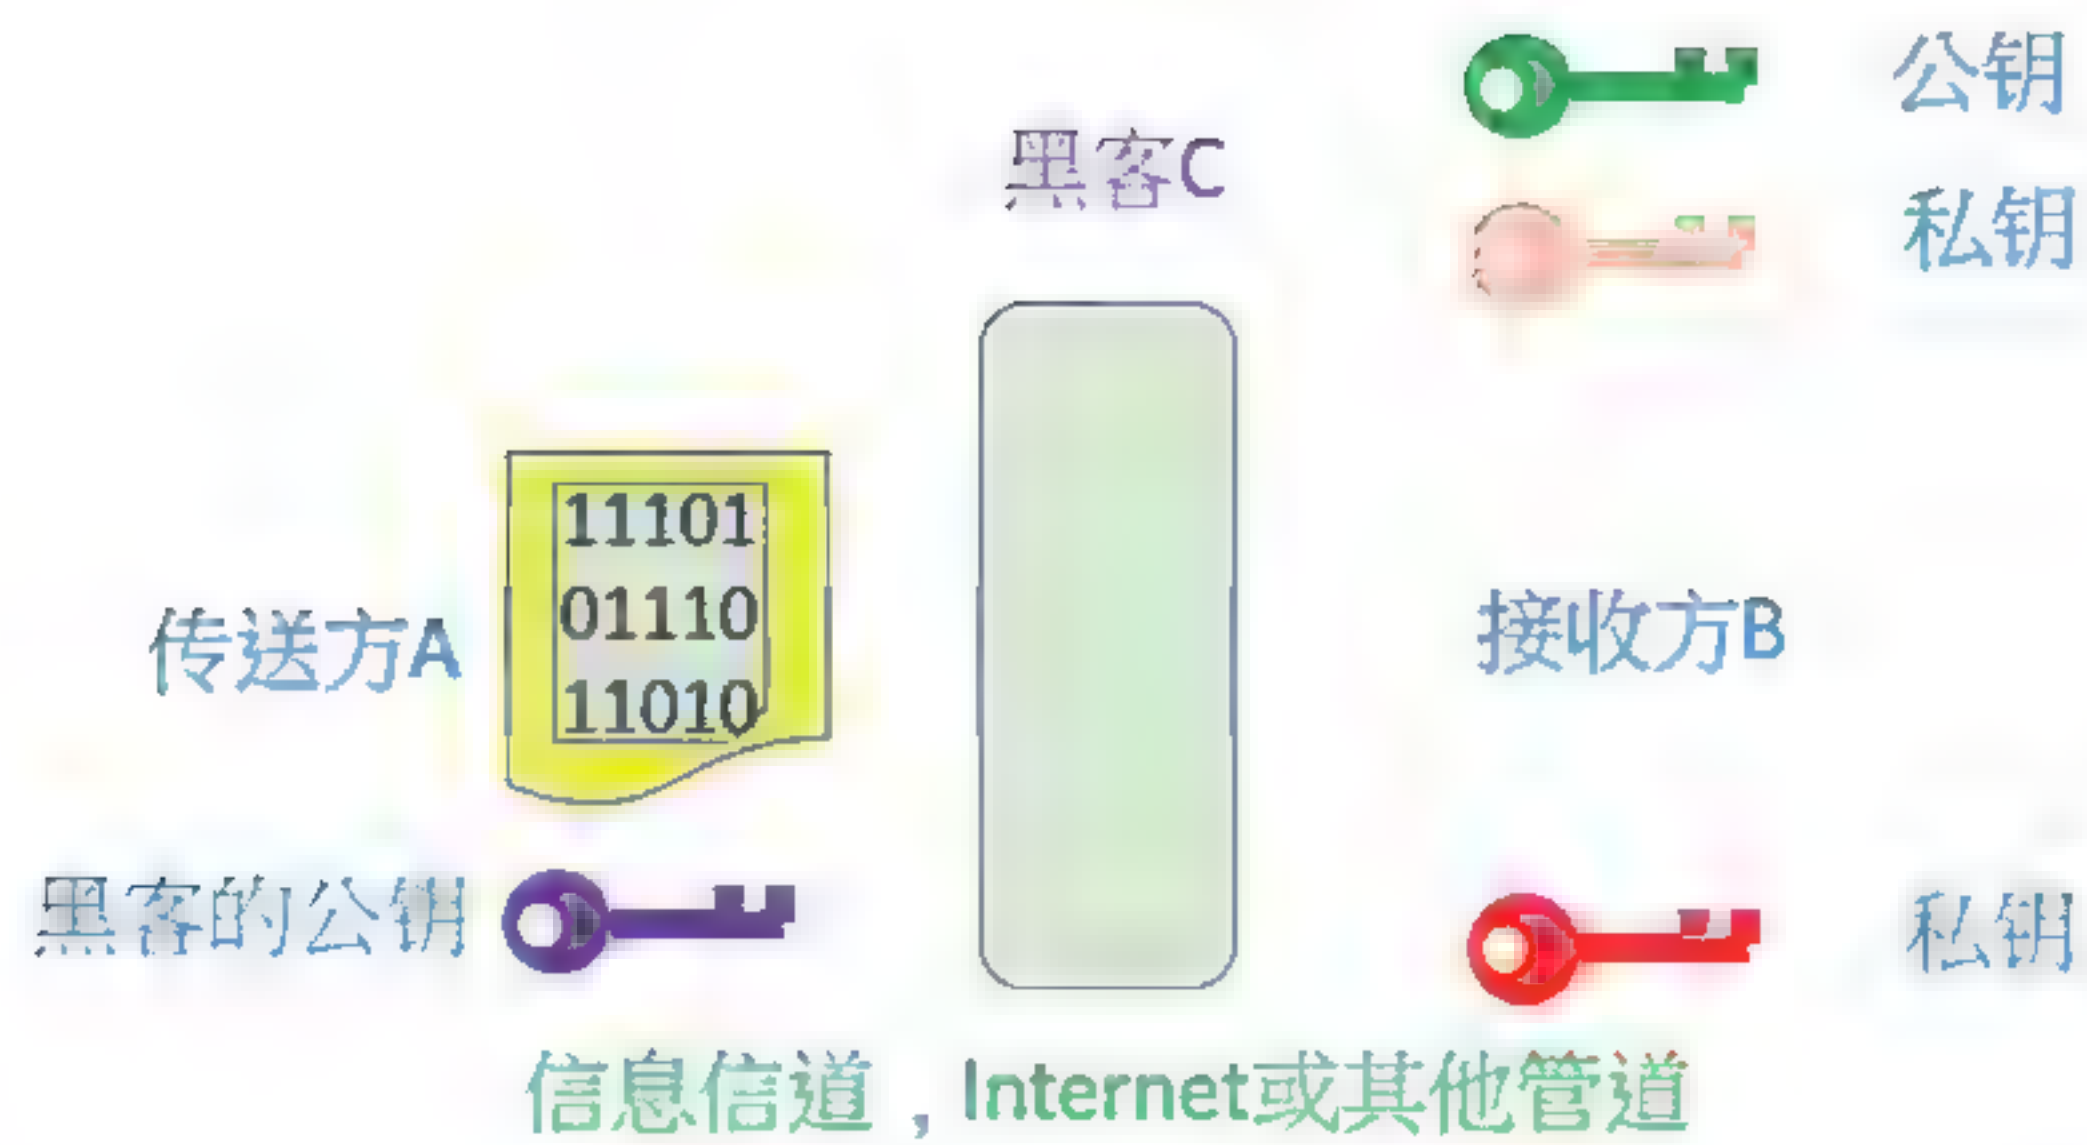 公钥
黑客C
私钥
11101
01110
11010
传送方A
接收方B
黑客的公钥
私钥
信息信道，Internet或其他管道